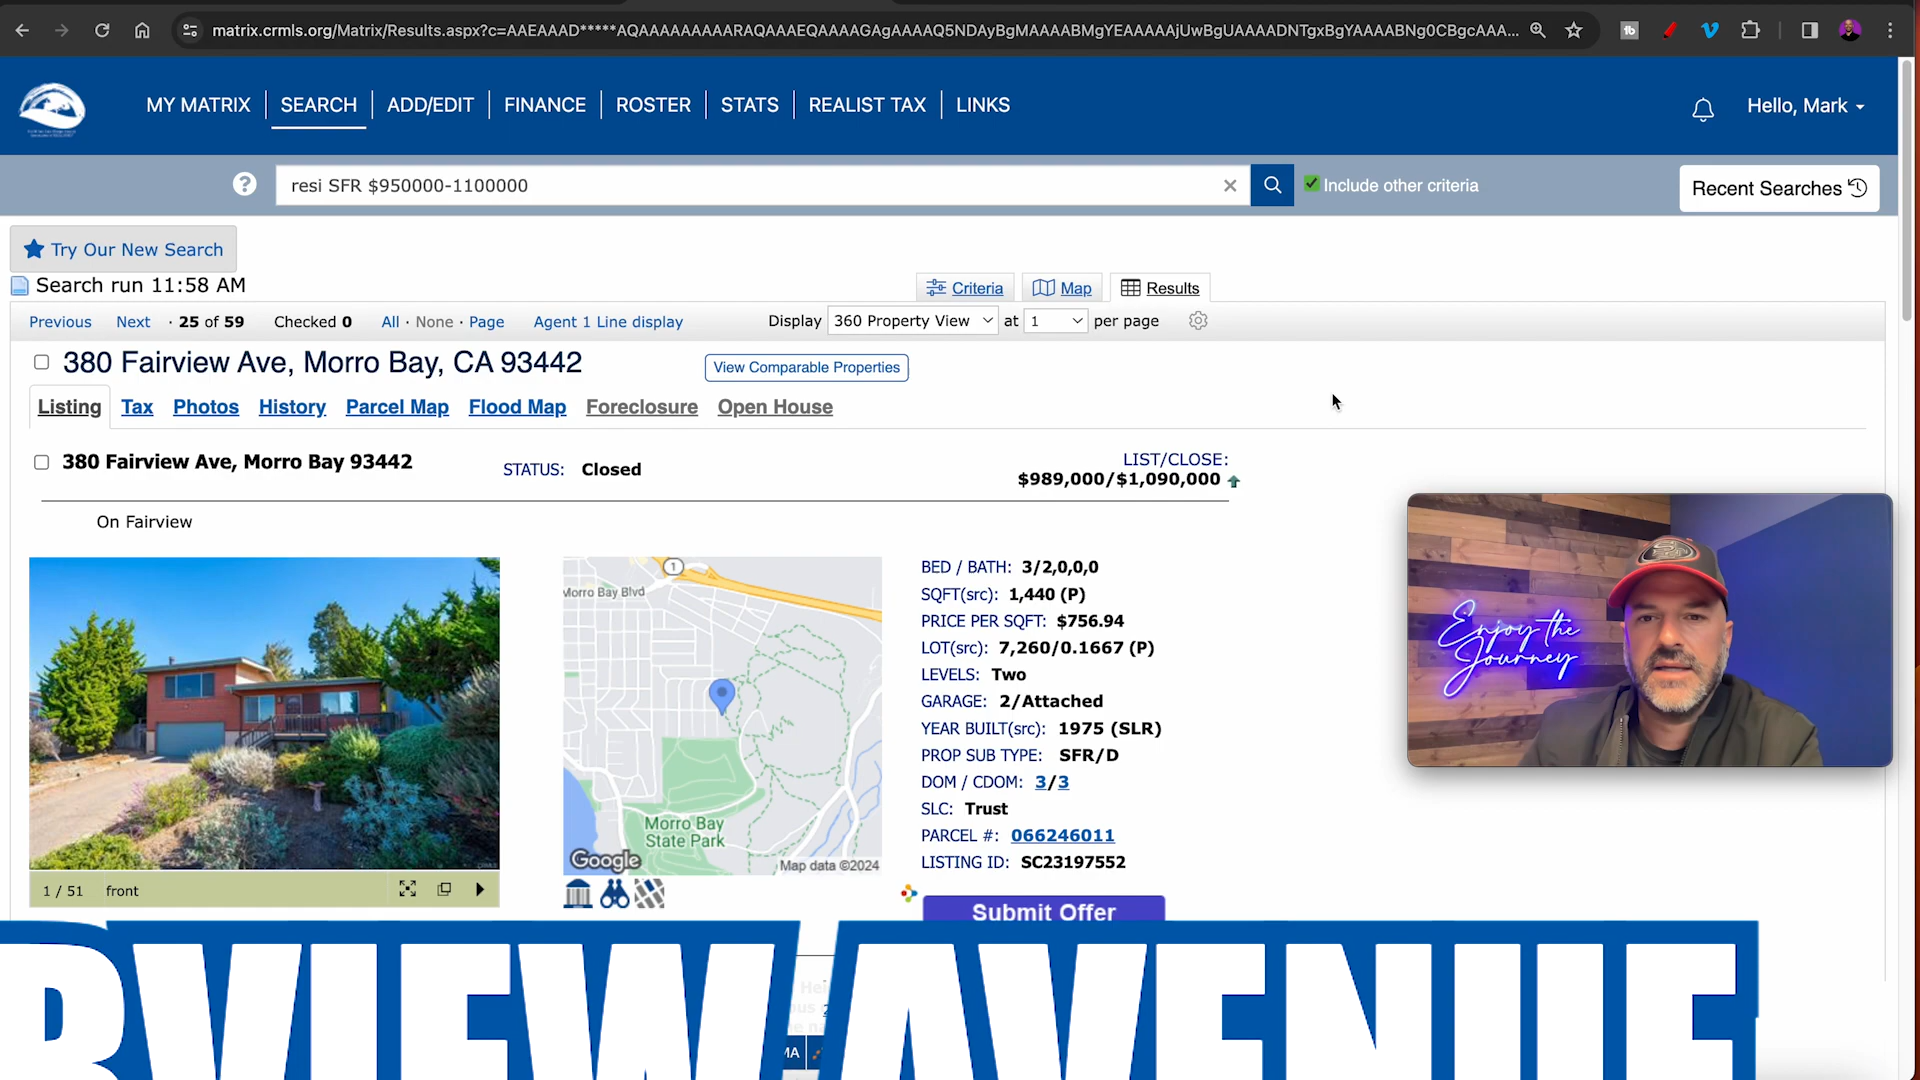 matrix.crmls.org/Matrix/Results.aspx?c=AAEAAAD*****AQAAAAAAAAARAQAAAEQAAAAGAgAAAAQ5NDAyBgMAAAABMgYEAAAAAjUwBgUAAAADNTgxBgYAAAABNg0CBgcAAA...
MY MATRIX SEARCH ADD/EDIT FINANCE ROSTER STATS REALIST TAX LINKS
Hello, Mark
resi SFR $950000-1100000
Include other criteria
Recent Searches
Try Our New Search
Search run 11:58 AM
Criteria Map Results
Previous Next · 25 of 59 Checked 0 All · None · Page Agent 1 Line display Display 360 Property View at 1 per page
380 Fairview Ave, Morro Bay, CA 93442
View Comparable Properties
Listing Tax Photos History Parcel Map Flood Map Foreclosure Open House
380 Fairview Ave, Morro Bay 93442
STATUS: Closed
LIST/CLOSE:
$989,000/$1,090,000
On Fairview
1
Morro Bay Blvd
Morro Bay
State Park
Google
Map data ©2024
BED / BATH: 3/2,0,0,0
SQFT(src): 1,440 (P)
PRICE PER SQFT: $756.94
LOT(src): 7,260/0.1667 (P)
LEVELS: Two
GARAGE: 2/Attached
YEAR BUILT(src): 1975 (SLR)
PROP SUB TYPE: SFR/D
DOM / CDOM: 3/3
SLC: Trust
PARCEL #: 066246011
LISTING ID: SC23197552
Submit Offer
1 / 51 front
Enjoy the
Journey
RVIEW AVENUE